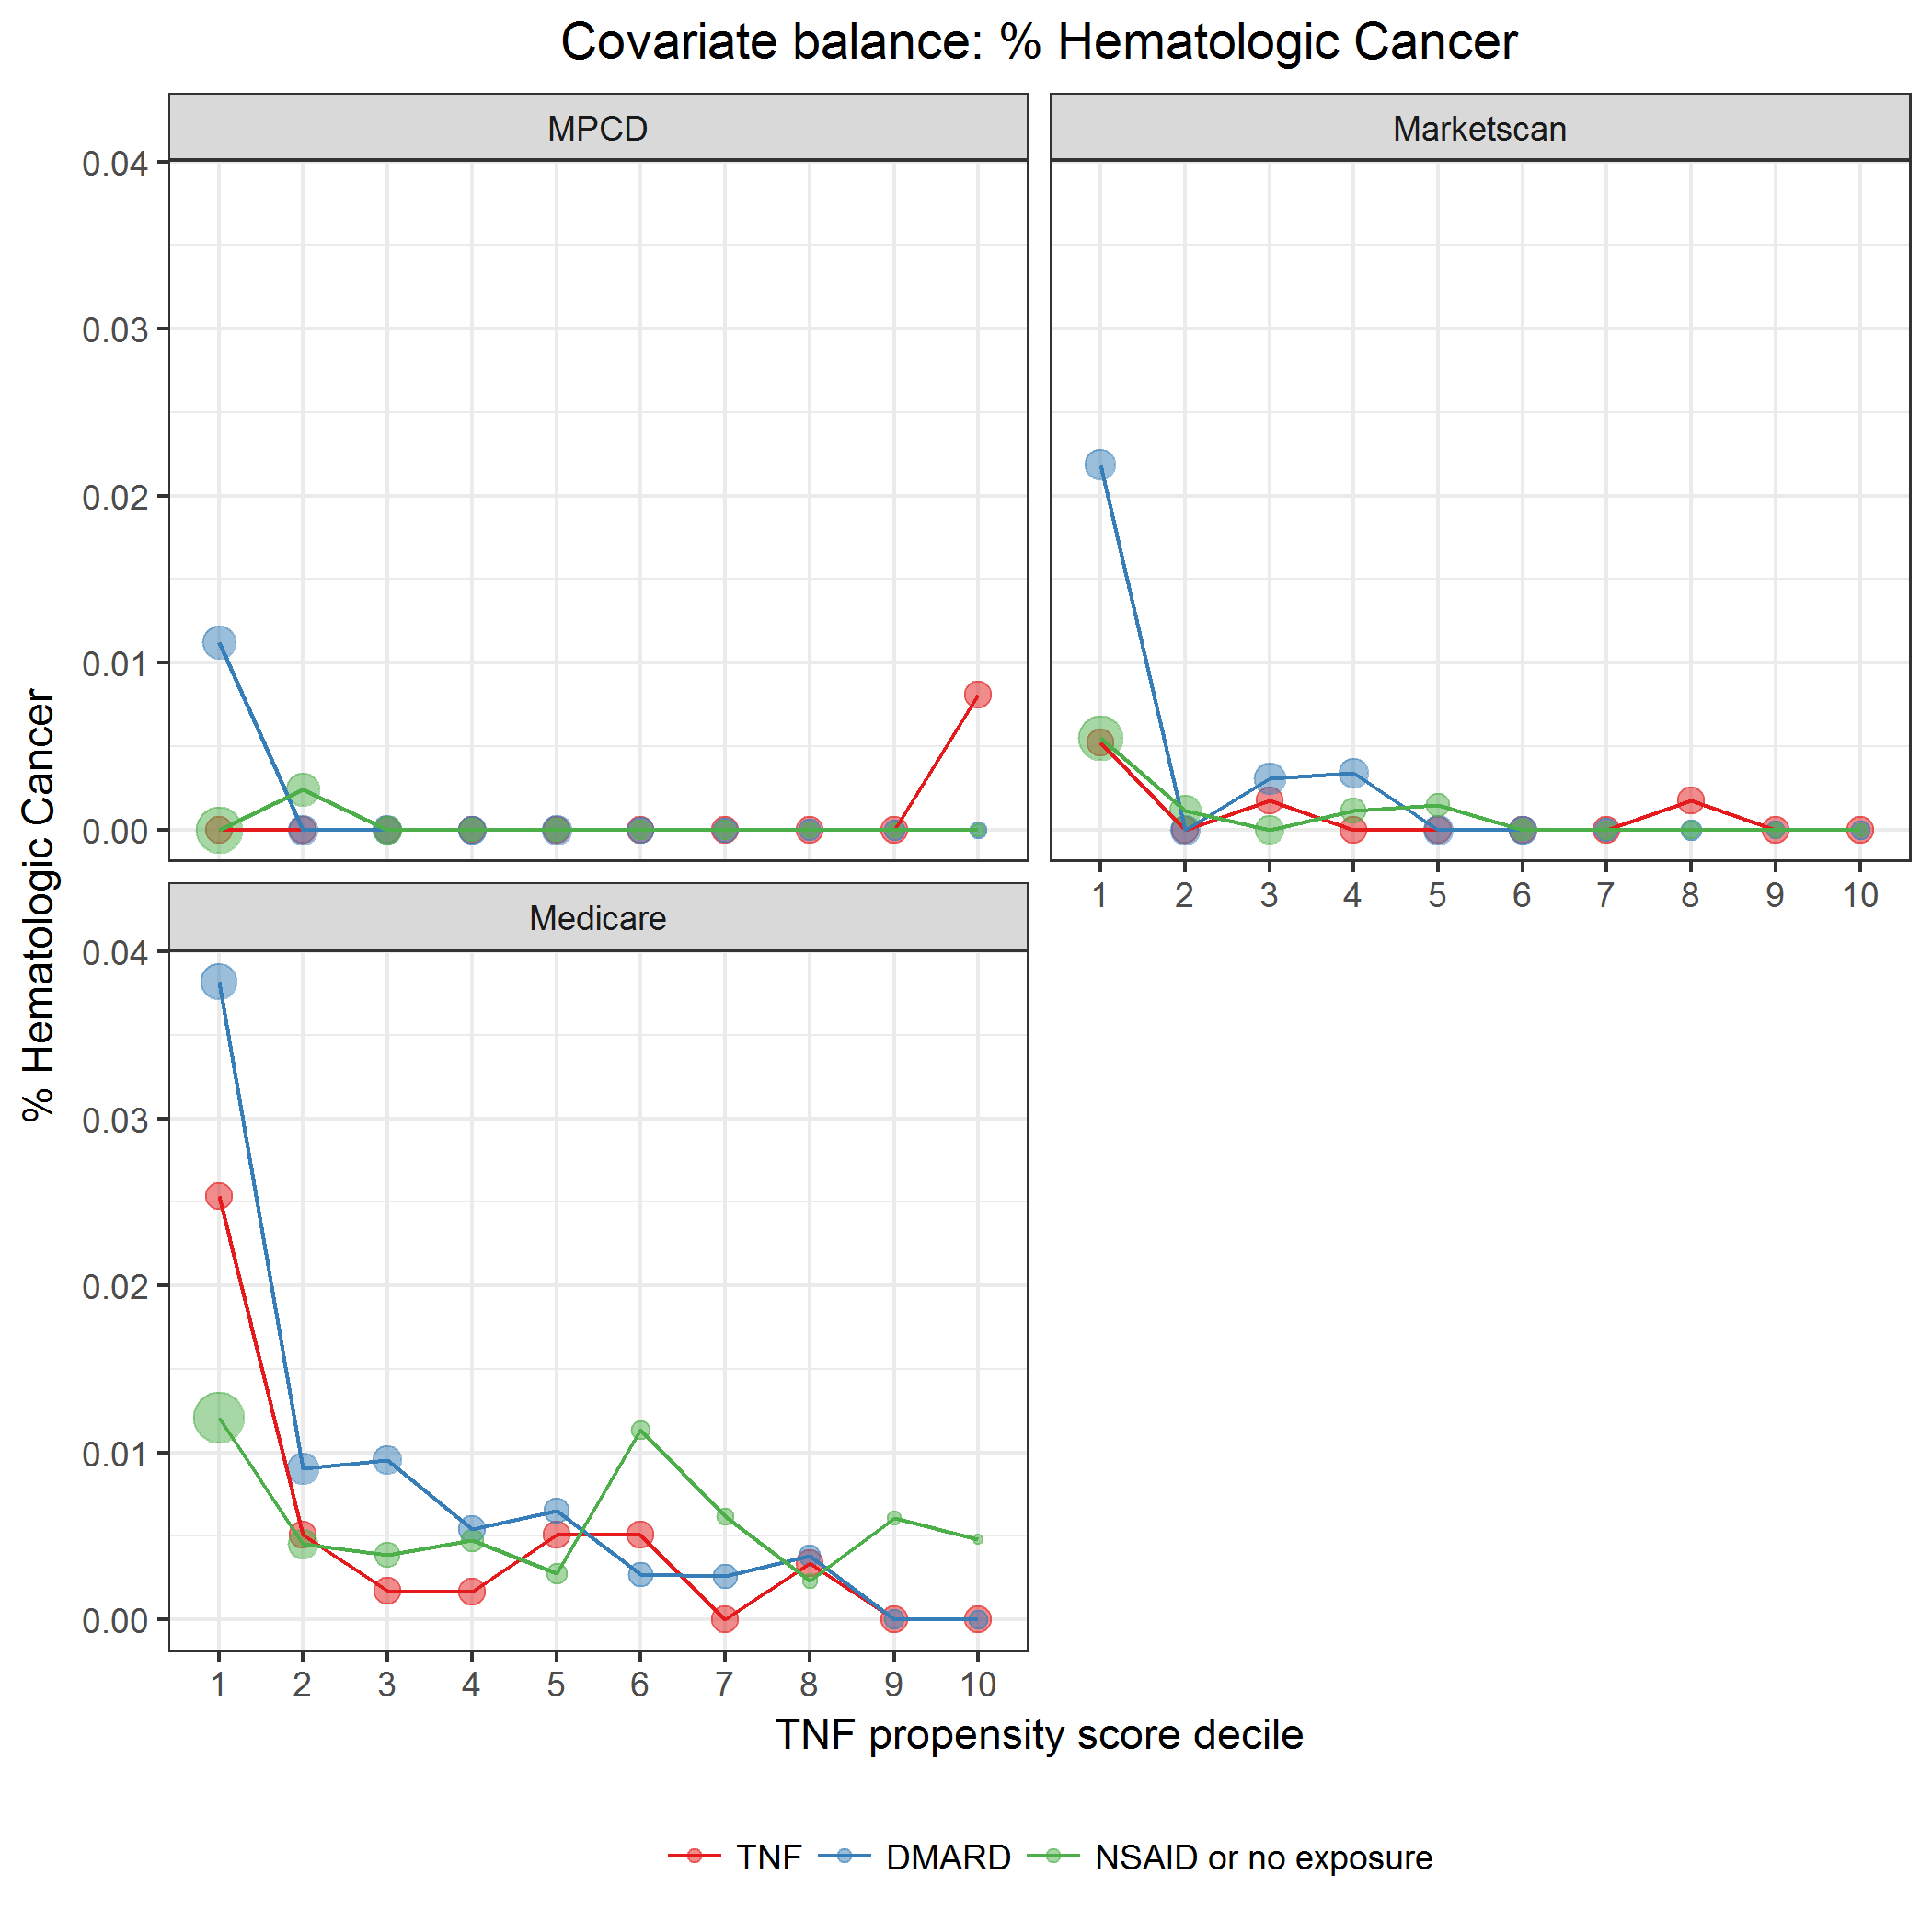 Covariate balance: % Hematologic Cancer
MPCD
Marketscan
0.04
0.03
0.02
0.01
0.00
1 2 3 4 5 6 7 8 9 10
Medicare
0.04
0.03
0.02
0.01
0.00
1 2 3 4 5 6 7 8 9 10
% Hematologic Cancer
TNF propensity score decile
TNF DMARD NSAID or no exposure